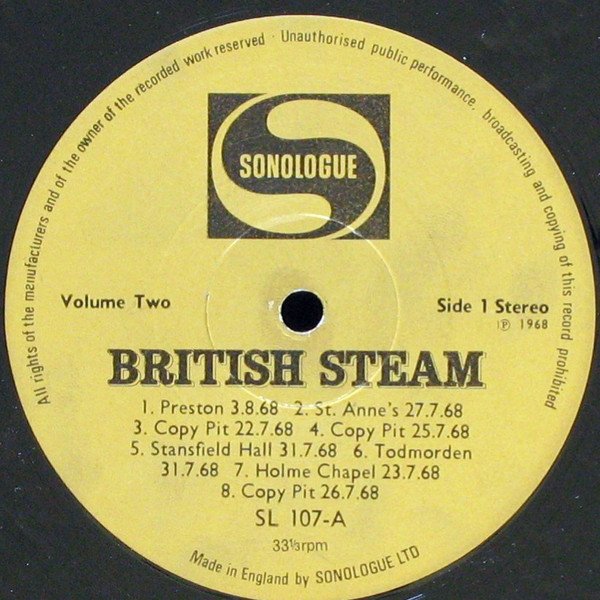 All rights of the manufacturers and of the owner of the recorded work reserved · Unauthorised public performance, broadcasting and copying of this record prohibited
SONOLOGUE
Volume Two
Side 1 Stereo
℗ 1968
BRITISH STEAM
1. Preston 3.8.68 2. St. Anne's 27.7.68
3. Copy Pit 22.7.68 4. Copy Pit 25.7.68
5. Stansfield Hall 31.7.68 6. Todmorden
31.7.68 7. Holme Chapel 23.7.68
8. Copy Pit 26.7.68
SL 107-A
33⅓rpm
Made in England by SONOLOGUE LTD